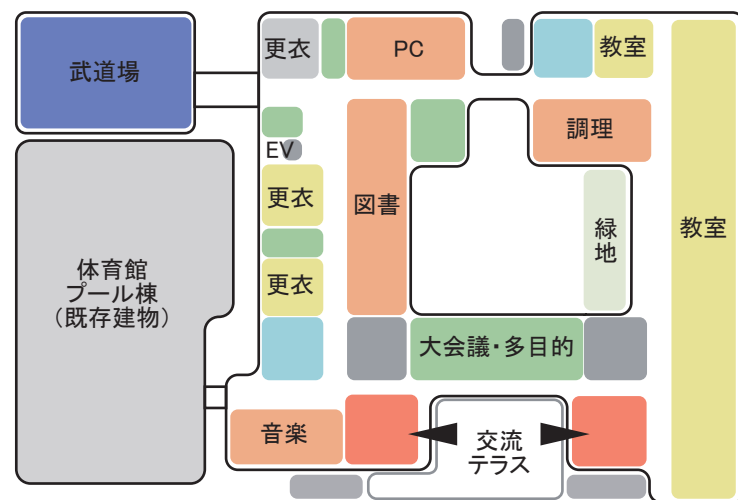 更衣
PC
教室
武道場
調理
EV
更衣
図書
緑
地
教室
更衣
体育館
プール棟
（既存建物）
大会議・多目的
音楽
交流
テラス